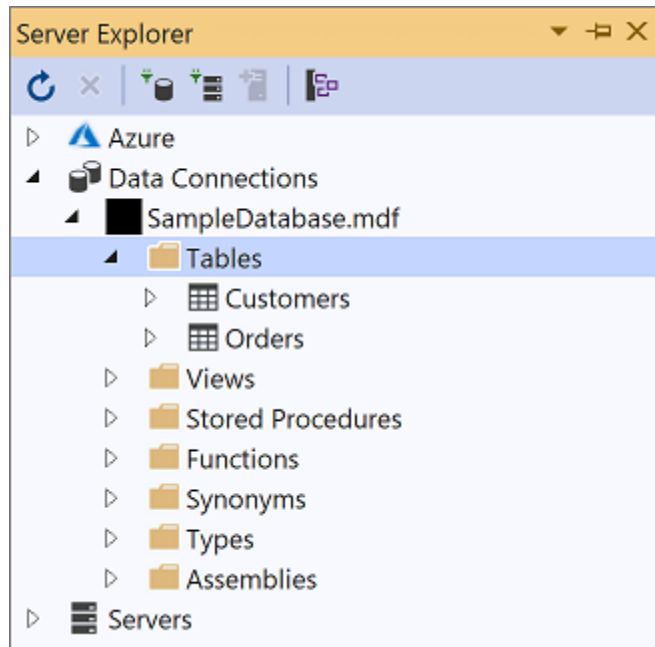 Server Explorer
Azure
Data Connections
SampleDatabase.mdf
Tables
Customers
Orders
Views
Stored Procedures
Functions
Synonyms
Types
Assemblies
Servers